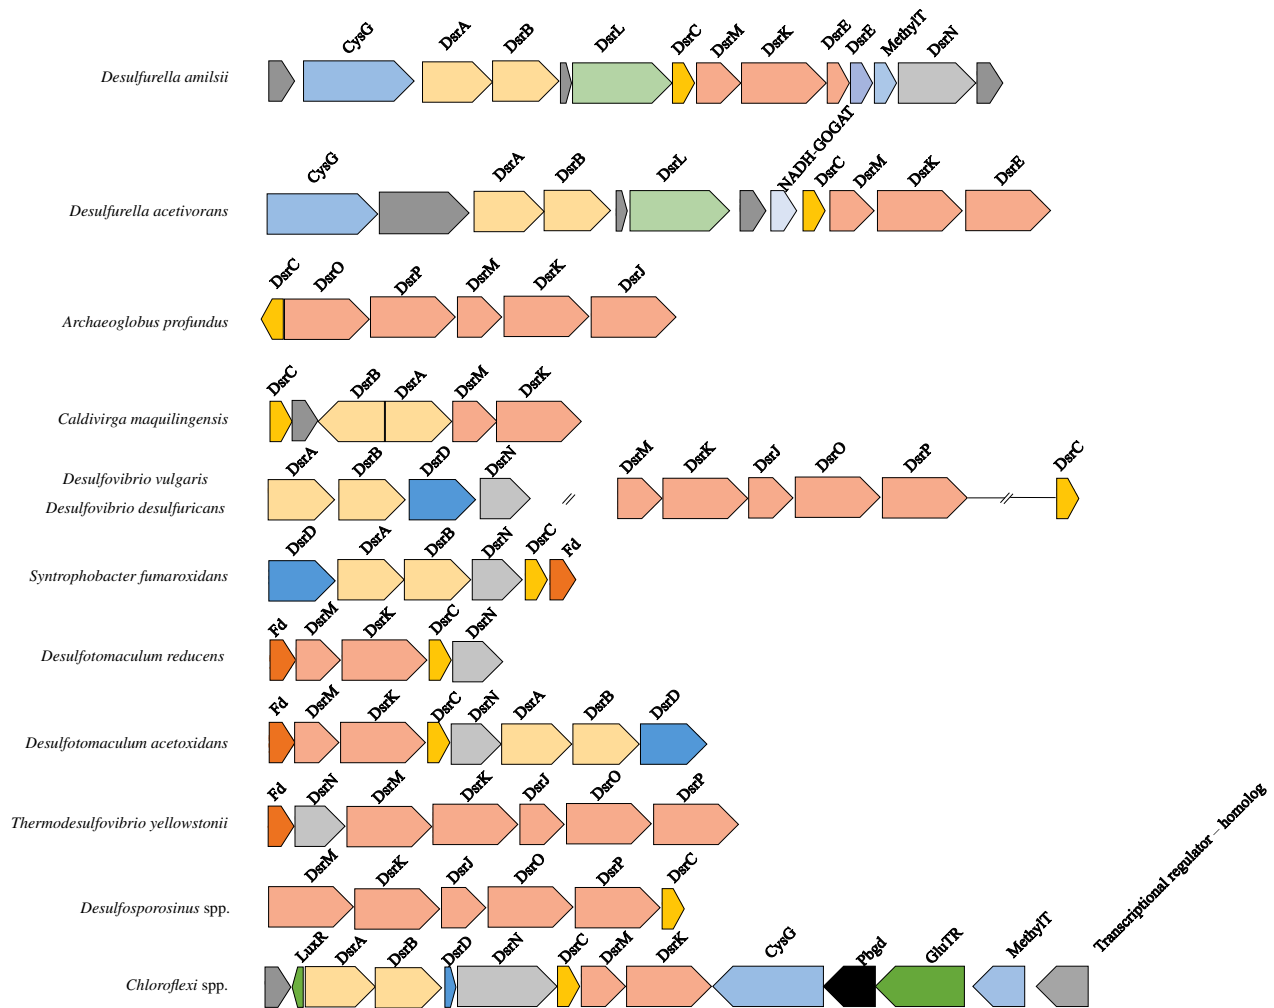 CysG DsrA DsrB DsrL DsrC DsrM DsrK DsrE DsrE MethylT DsrN
Desulfurella amilsii
CysG DsrA DsrB DsrL NADH-GOGAT DsrC DsrM DsrK DsrE
Desulfurella acetivorans
DsrC DsrO DsrP DsrM DsrK DsrJ
Archaeoglobus profundus
DsrC DsrB DsrA DsrM DsrK
Caldivirga maquilingensis
DsrA DsrB DsrD DsrN DsrM DsrK DsrJ DsrO DsrP DsrC
Desulfovibrio vulgaris
Desulfovibrio desulfuricans
DsrD DsrA DsrB DsrN DsrC Fd
Syntrophobacter fumaroxidans
Fd DsrM DsrK DsrC DsrN
Desulfotomaculum reducens
Fd DsrM DsrK DsrC DsrN DsrA DsrB DsrD
Desulfotomaculum acetoxidans
Fd DsrN DsrM DsrK DsrJ DsrO DsrP
Thermodesulfovibrio yellowstonii
DsrM DsrK DsrJ DsrO DsrP DsrC
Desulfosporosinus spp.
LuxR DsrA DsrB DsrD DsrN DsrC DsrM DsrK CysG Pbgd GluTR MethylT Transcriptional regulator – homolog
Chloroflexi spp.